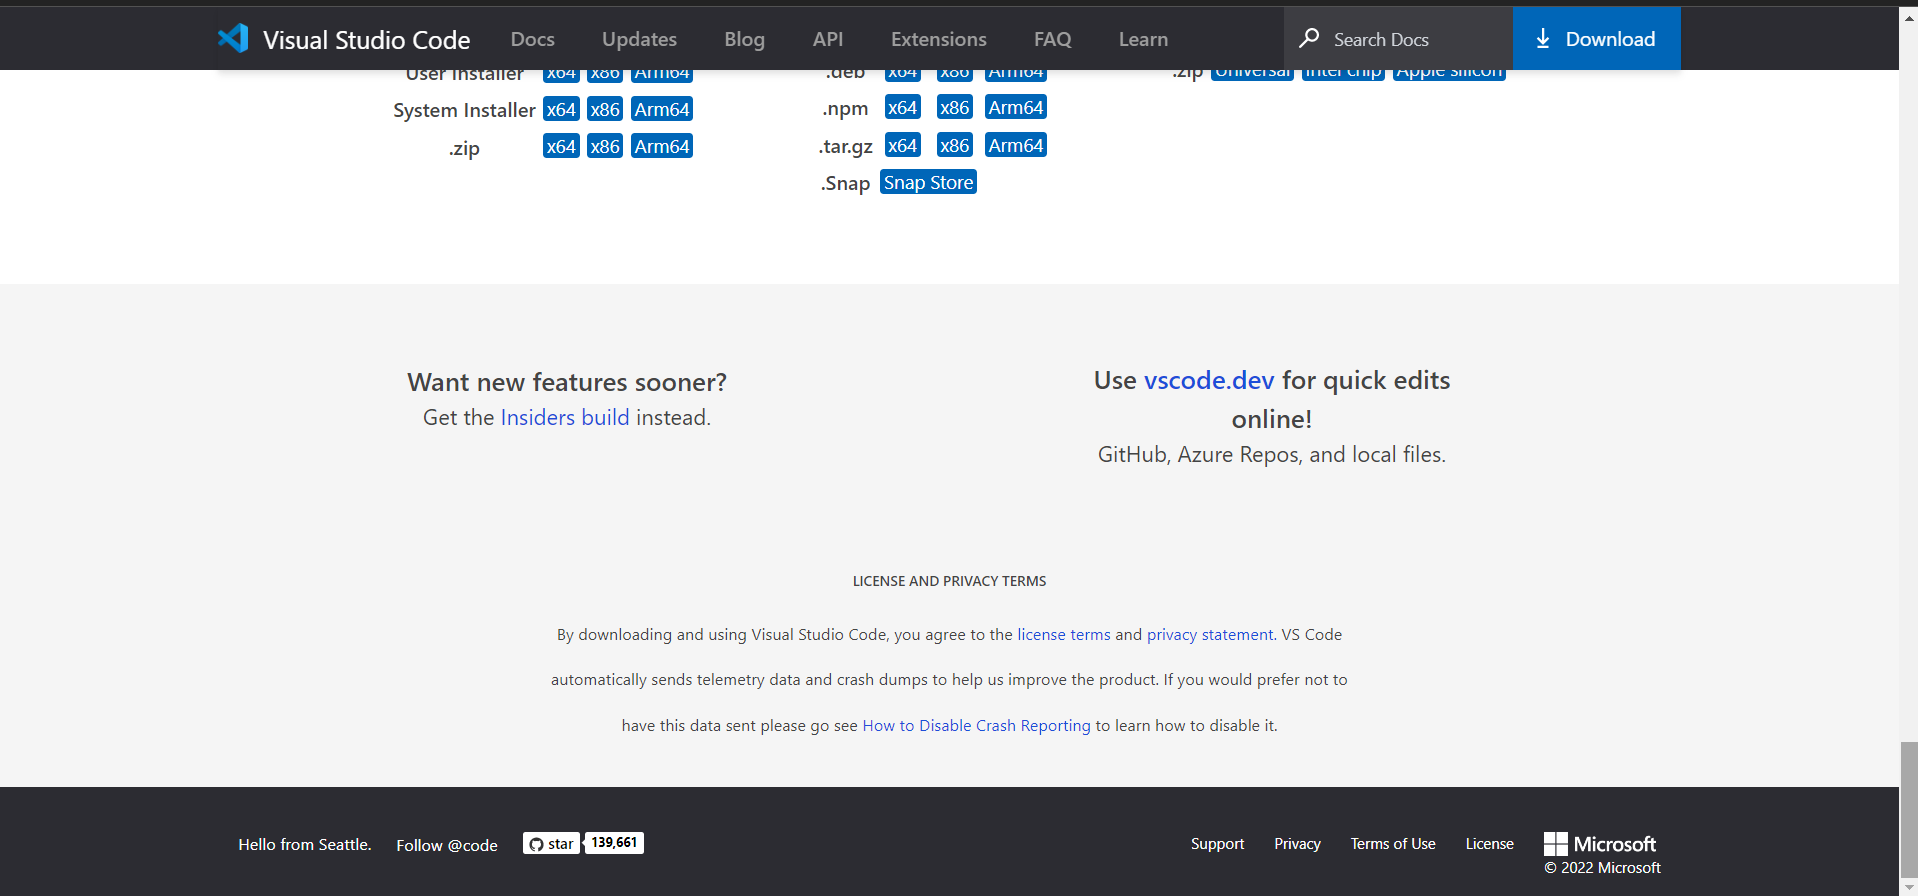 Visual Studio Code Docs Updates Blog API Extensions FAQ Learn Search Docs Download
User Installer x64 x86 Arm64
.deb x64 x86 Arm64
.zip Universal Intel chip Apple silicon
System Installer x64 x86 Arm64
.npm x64 x86 Arm64
.zip x64 x86 Arm64
.tar.gz x64 x86 Arm64
.Snap Snap Store
Want new features sooner?
Get the Insiders build instead.
Use vscode.dev for quick edits
online!
GitHub, Azure Repos, and local files.
LICENSE AND PRIVACY TERMS
By downloading and using Visual Studio Code, you agree to the license terms and privacy statement. VS Code
automatically sends telemetry data and crash dumps to help us improve the product. If you would prefer not to
have this data sent please go see How to Disable Crash Reporting to learn how to disable it.
Hello from Seattle. Follow @code star 139,661
Support Privacy Terms of Use License Microsoft
© 2022 Microsoft